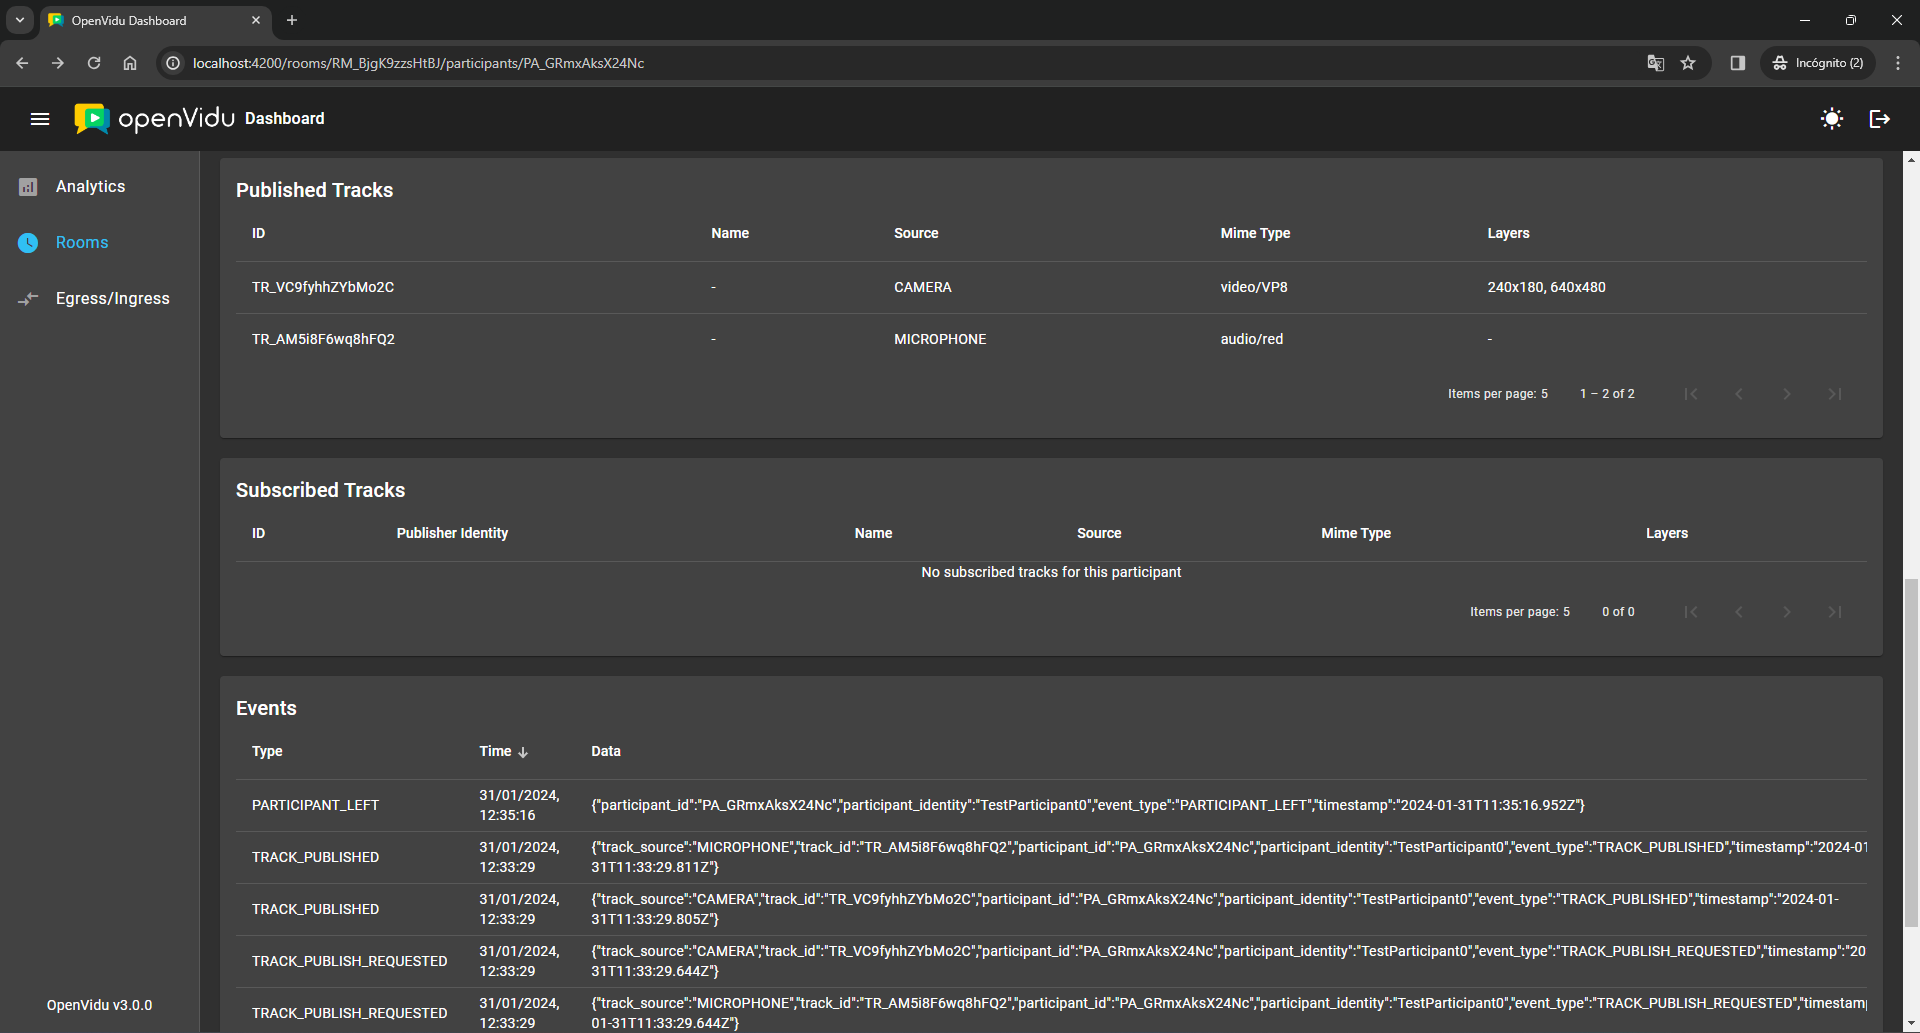 OpenVidu Dashboard
localhost:4200/rooms/RM_BjgK9zzsHtBJ/participants/PA_GRmxAksX24Nc
Incógnito (2)
openVidu Dashboard
Analytics
Rooms
Egress/Ingress
OpenVidu v3.0.0
Published Tracks
ID Name Source Mime Type Layers
TR_VC9fyhhZYbMo2C - CAMERA video/VP8 240x180, 640x480
TR_AM5i8F6wq8hFQ2 - MICROPHONE audio/red -
Items per page: 5 1 – 2 of 2
Subscribed Tracks
ID Publisher Identity Name Source Mime Type Layers
No subscribed tracks for this participant
Items per page: 5 0 of 0
Events
Type Time Data
PARTICIPANT_LEFT 31/01/2024, 12:35:16 {"participant_id":"PA_GRmxAksX24Nc","participant_identity":"TestParticipant0","event_type":"PARTICIPANT_LEFT","timestamp":"2024-01-31T11:35:16.952Z"}
TRACK_PUBLISHED 31/01/2024, 12:33:29 {"track_source":"MICROPHONE","track_id":"TR_AM5i8F6wq8hFQ2","participant_id":"PA_GRmxAksX24Nc","participant_identity":"TestParticipant0","event_type":"TRACK_PUBLISHED","timestamp":"2024-01
31T11:33:29.811Z"}
TRACK_PUBLISHED 31/01/2024, 12:33:29 {"track_source":"CAMERA","track_id":"TR_VC9fyhhZYbMo2C","participant_id":"PA_GRmxAksX24Nc","participant_identity":"TestParticipant0","event_type":"TRACK_PUBLISHED","timestamp":"2024-01-
31T11:33:29.805Z"}
TRACK_PUBLISH_REQUESTED 31/01/2024, 12:33:29 {"track_source":"CAMERA","track_id":"TR_VC9fyhhZYbMo2C","participant_id":"PA_GRmxAksX24Nc","participant_identity":"TestParticipant0","event_type":"TRACK_PUBLISH_REQUESTED","timestamp":"20
31T11:33:29.644Z"}
TRACK_PUBLISH_REQUESTED 31/01/2024, 12:33:29 {"track_source":"MICROPHONE","track_id":"TR_AM5i8F6wq8hFQ2","participant_id":"PA_GRmxAksX24Nc","participant_identity":"TestParticipant0","event_type":"TRACK_PUBLISH_REQUESTED","timestamp
01-31T11:33:29.644Z"}